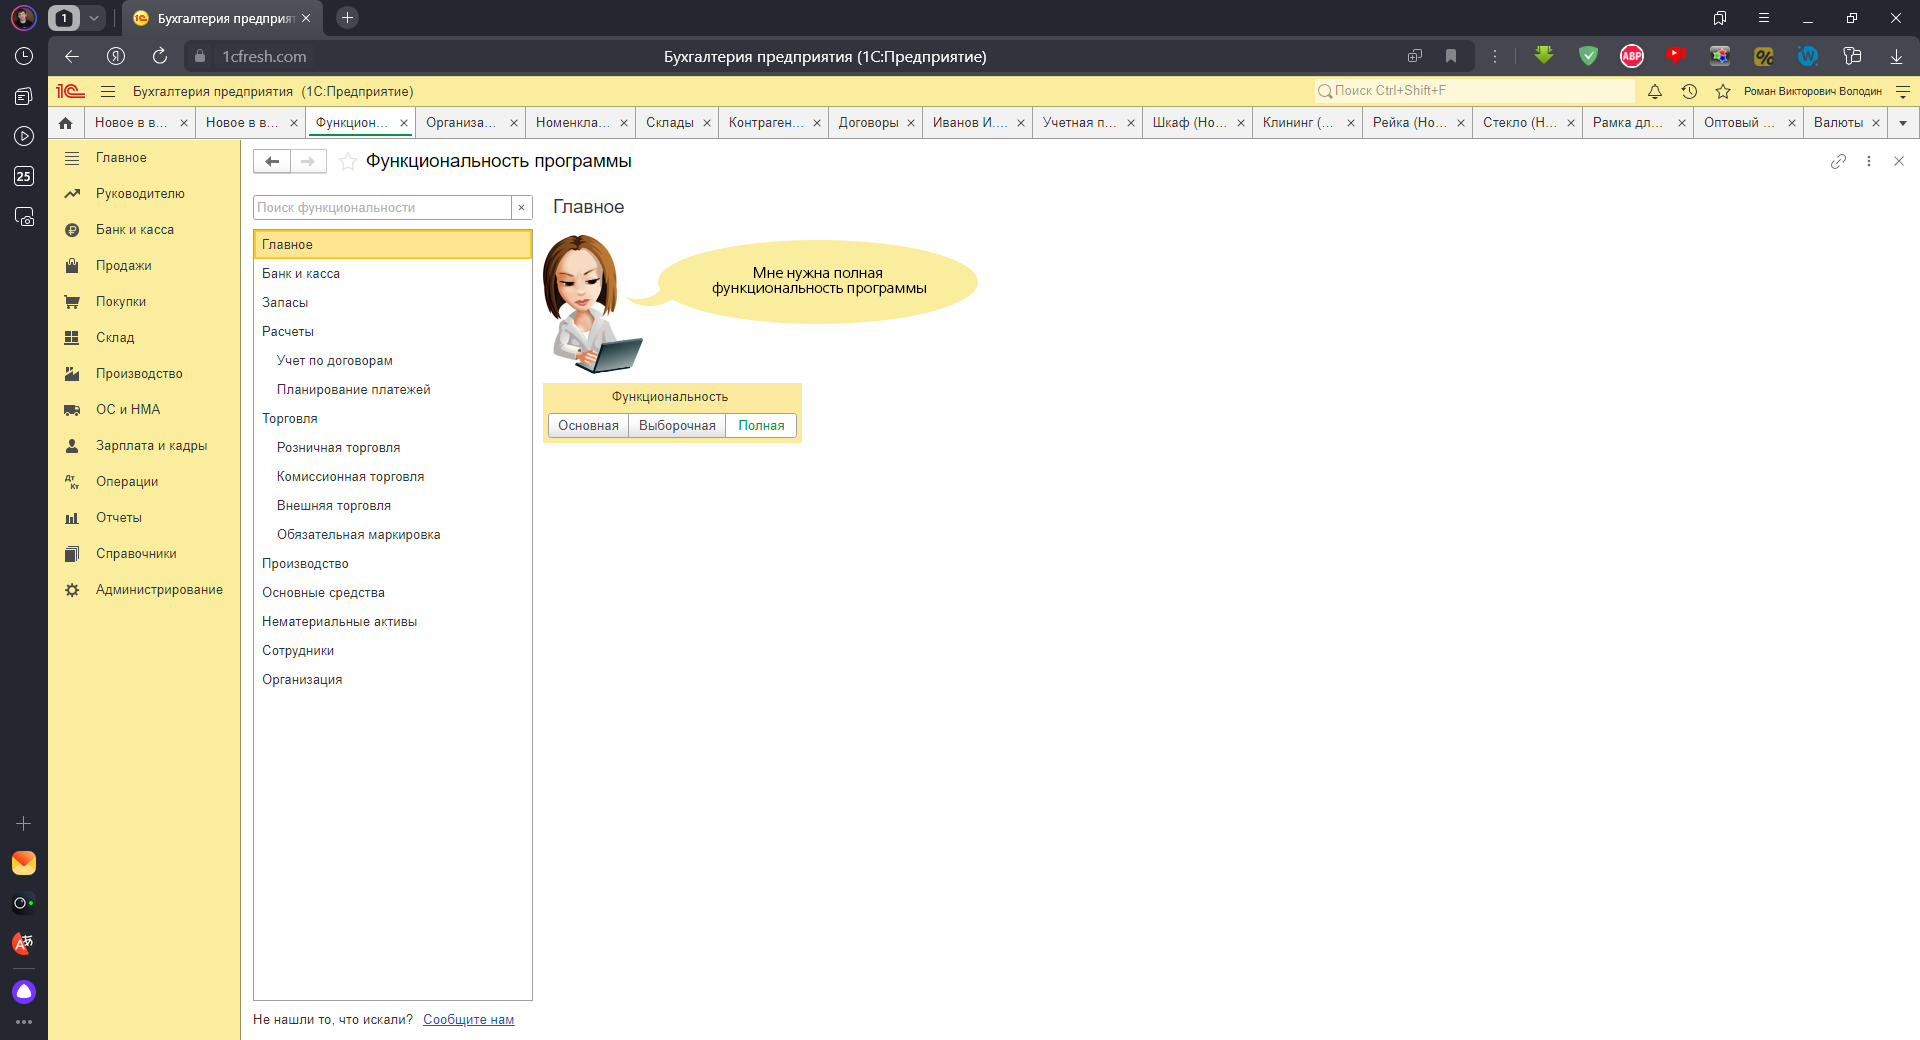 1
Бухгалтерия предприят
1cfresh.com
Бухгалтерия предприятия (1С:Предприятие)
ABP
1С
Бухгалтерия предприятия (1С:Предприятие)
Поиск Ctrl+Shift+F
Роман Викторович Володин
Новое в в...
Новое в в...
Функцион...
Организа...
Номенкла...
Склады
Контраген...
Договоры
Иванов И....
Учетная п...
Шкаф (Но...
Клининг (...
Рейка (Но...
Стекло (Н...
Рамка дл...
Оптовый ...
Валюты
25
Главное
Руководителю
Банк и касса
Продажи
Покупки
Склад
Производство
ОС и НМА
Зарплата и кадры
Операции
Отчеты
Справочники
Администрирование
Функциональность программы
Поиск функциональности
Главное
Банк и касса
Запасы
Расчеты
Учет по договорам
Планирование платежей
Торговля
Розничная торговля
Комиссионная торговля
Внешняя торговля
Обязательная маркировка
Производство
Основные средства
Нематериальные активы
Сотрудники
Организация
Не нашли то, что искали? Сообщите нам
Главное
Мне нужна полная
функциональность программы
Функциональность
Основная Выборочная Полная